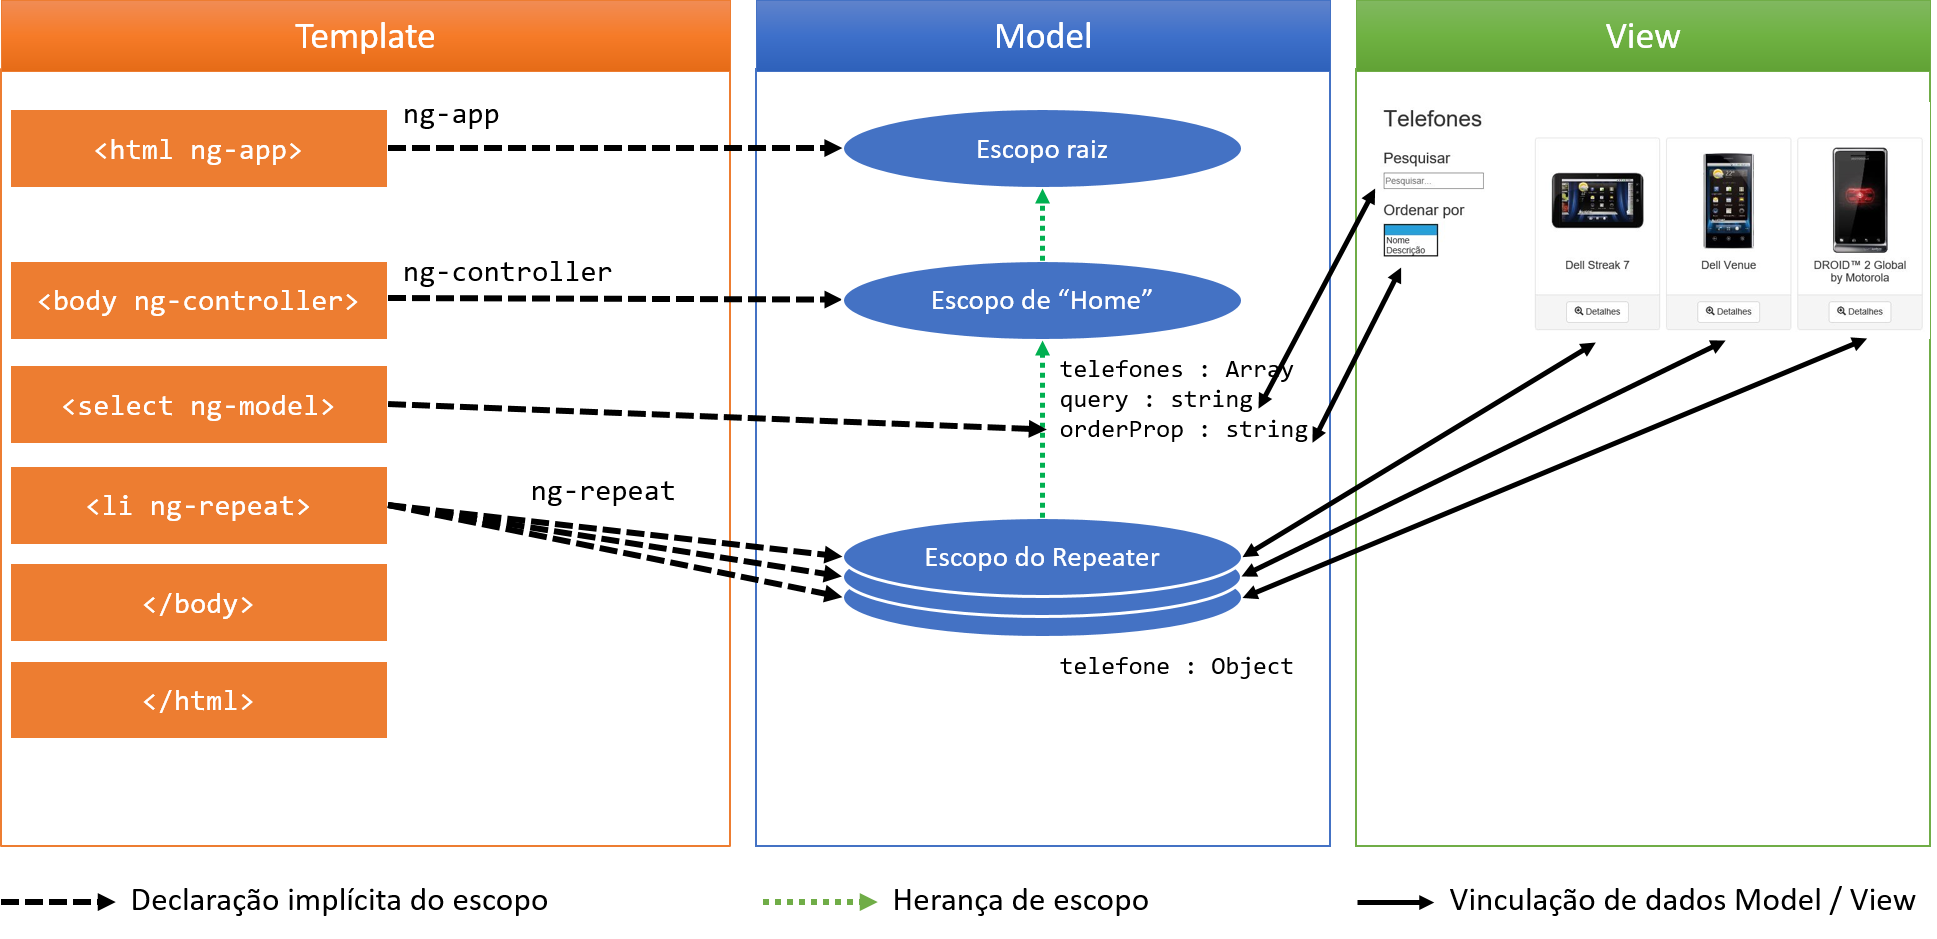 Template
<html ng-app>
<body ng-controller>
<select ng-model>
<li ng-repeat>
</body>
</html>
ng-app
ng-controller
ng-repeat
Model
Escopo raiz
Escopo de “Home”
telefones : Array
query : string
orderProp : string
Escopo do Repeater
telefone : Object
View
Telefones
Pesquisar
Pesquisar...
Ordenar por
Nome
Descrição
Dell Streak 7
Detalhes
Dell Venue
Detalhes
DROID™ 2 Global
by Motorola
Detalhes
Declaração implícita do escopo
Herança de escopo
Vinculação de dados Model / View